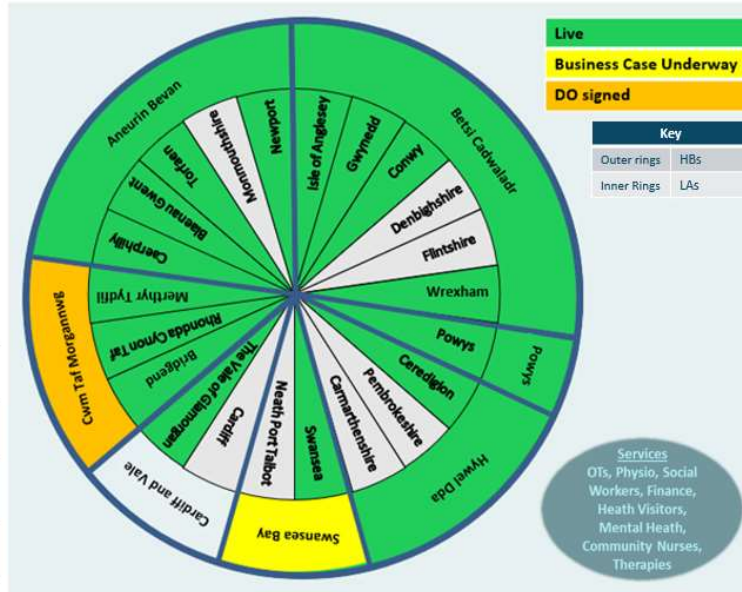 Live
Business Case Underway
DO signed
Key
Outer rings HBs
Inner Rings LAs
Aneurin Bevan
Betsi Cadwaladr
Powys
Hywel Dda
Swansea Bay
Cardiff and Vale
Cwm Taf Morgannwg
Isle of Anglesey
Gwynedd
Conwy
Denbighshire
Flintshire
Wrexham
Powys
Ceredigion
Pembrokeshire
Carmarthenshire
Swansea
Neath Port Talbot
Cardiff
The Vale of Glamorgan
Bridgend
Rhondda Cynon Taf
Merthyr Tydfil
Caerphilly
Blaenau Gwent
Torfaen
Monmouthshire
Newport
Services
OTs, Physio, Social
Workers, Finance,
Heath Visitors,
Mental Heath,
Community Nurses,
Therapies